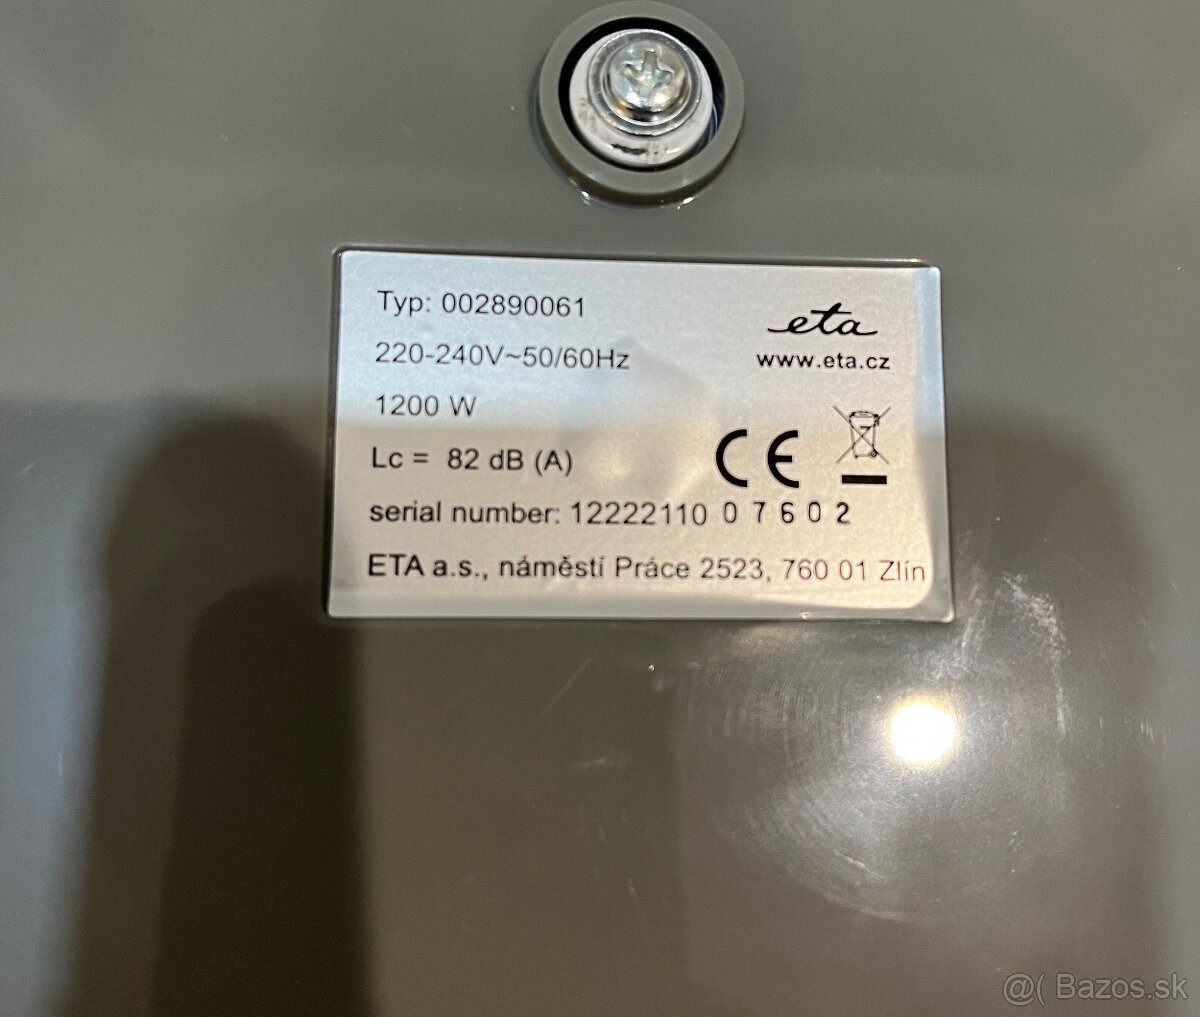 Typ: 002890061
eta
220-240V~50/60Hz
www.eta.cz
1200 W
CE
Lc = 82 dB (A)
serial number: 12222110 07602
ETA a.s., náměstí Práce 2523, 760 01 Zlín
@( Bazos.sk